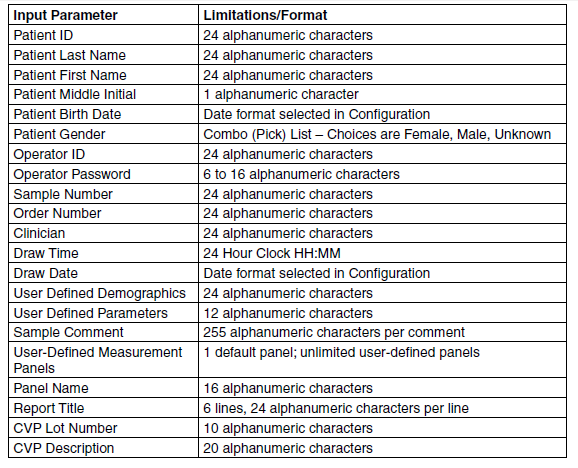 Input Parameter Limitations/Format
Patient ID 24 alphanumeric characters
Patient Last Name 24 alphanumeric characters
Patient First Name 24 alphanumeric characters
Patient Middle Initial 1 alphanumeric character
Patient Birth Date Date format selected in Configuration
Patient Gender Combo (Pick) List – Choices are Female, Male, Unknown
Operator ID 24 alphanumeric characters
Operator Password 6 to 16 alphanumeric characters
Sample Number 24 alphanumeric characters
Order Number 24 alphanumeric characters
Clinician 24 alphanumeric characters
Draw Time 24 Hour Clock HH:MM
Draw Date Date format selected in Configuration
User Defined Demographics 24 alphanumeric characters
User Defined Parameters 12 alphanumeric characters
Sample Comment 255 alphanumeric characters per comment
User-Defined Measurement 1 default panel; unlimited user-defined panels
Panels
Panel Name 16 alphanumeric characters
Report Title 6 lines, 24 alphanumeric characters per line
CVP Lot Number 10 alphanumeric characters
CVP Description 20 alphanumeric characters